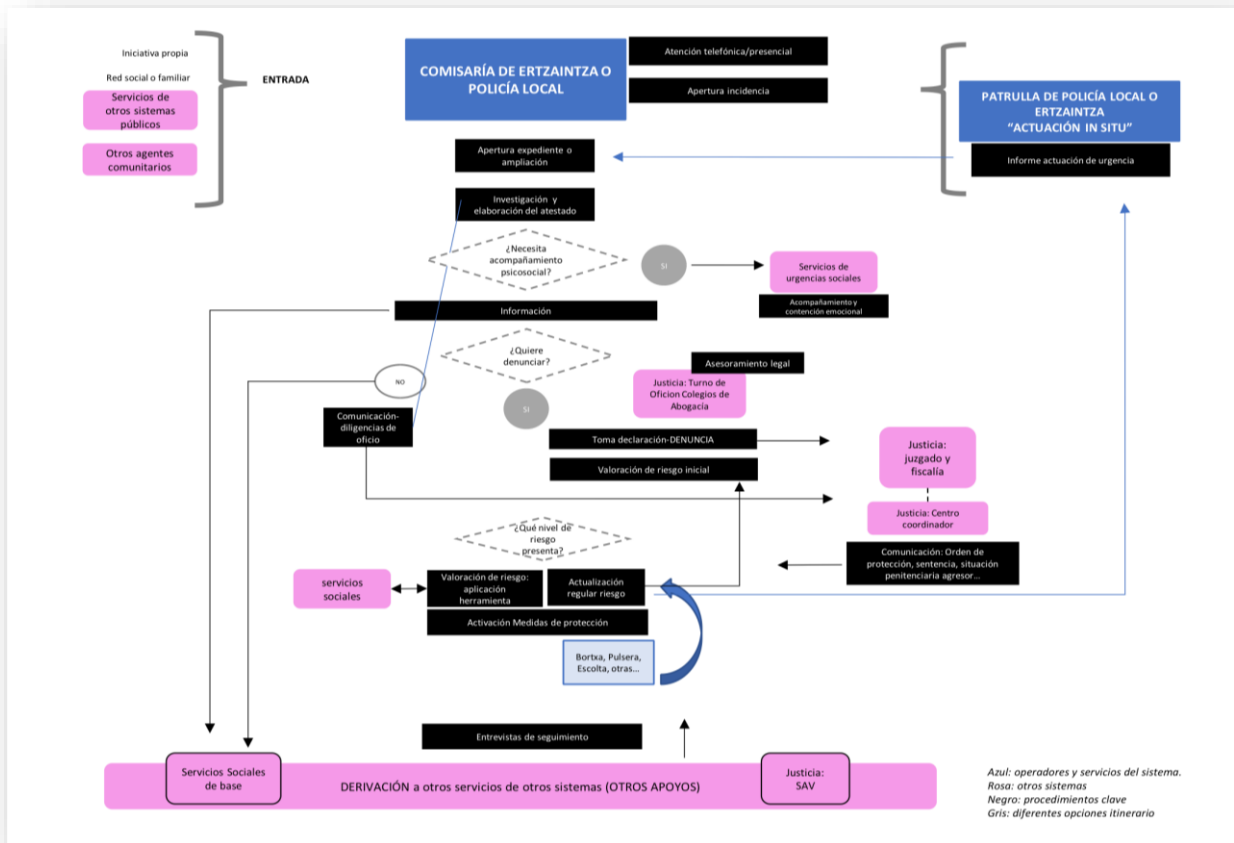 Iniciativa propia
Red social o familiar
Servicios de
otros sistemas
públicos
Otros agentes
comunitarios
ENTRADA
COMISARÍA DE ERTZAINTZA O
POLICÍA LOCAL
Atención telefónica/presencial
Apertura incidencia
PATRULLA DE POLICÍA LOCAL O
ERTZAINTZA
“ACTUACIÓN IN SITU”
Informe actuación de urgencia
Apertura expediente o
ampliación
Investigación y
elaboración del atestado
¿Necesita
acompañamiento
psicosocial?
SI
Servicios de
urgencias sociales
Acompañamiento y
contención emocional
Información
¿Quiere
denunciar?
NO
SI
Asesoramiento legal
Justicia: Turno de
Oficion Colegios de
Abogacía
Comunicación-
diligencias de
oficio
Toma declaración-DENUNCIA
Valoración de riesgo inicial
Justicia:
juzgado y
fiscalía
Justicia: Centro
coordinador
Comunicación: Orden de
protección, sentencia, situación
penitenciaria agresor...
¿Qué nivel de
riesgo
presenta?
servicios
sociales
Valoración de riesgo:
aplicación
herramienta
Actualización
regular riesgo
Activación Medidas de protección
Bortxa, Pulsera,
Escolta, otras...
Entrevistas de seguimiento
Servicios Sociales
de base
DERIVACIÓN a otros servicios de otros sistemas (OTROS APOYOS)
Justicia:
SAV
Azul: operadores y servicios del sistema.
Rosa: otros sistemas
Negro: procedimientos clave
Gris: diferentes opciones itinerario